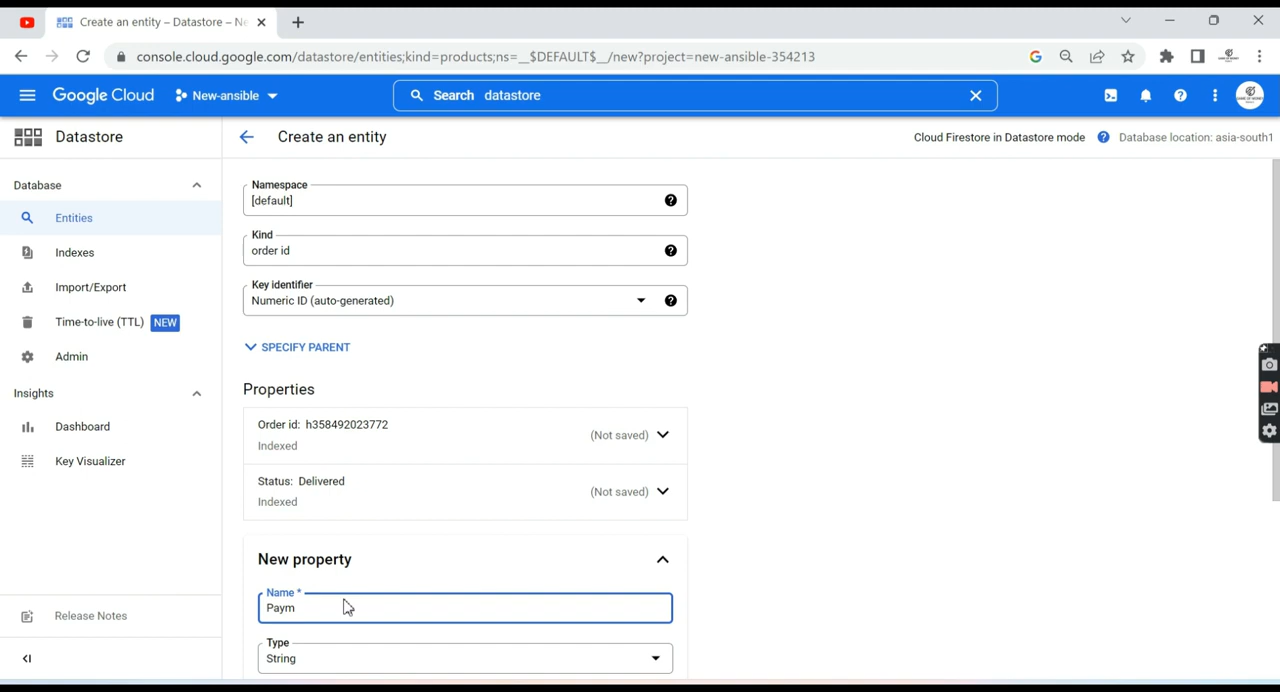 Create an entity – Datastore – Ne
console.cloud.google.com/datastore/entities;kind=products;ns=__$DEFAULT$__/new?project=new-ansible-354213
Google Cloud
New-ansible
Search datastore
Datastore
Create an entity
Cloud Firestore in Datastore mode
Database location: asia-south1
Database
Entities
Indexes
Import/Export
Time-to-live (TTL) NEW
Admin
Insights
Dashboard
Key Visualizer
Release Notes
Namespace
[default]
Kind
order id
Key identifier
Numeric ID (auto-generated)
SPECIFY PARENT
Properties
Order id: h358492023772
(Not saved)
Indexed
Status: Delivered
(Not saved)
Indexed
New property
Name *
Paym
Type
String